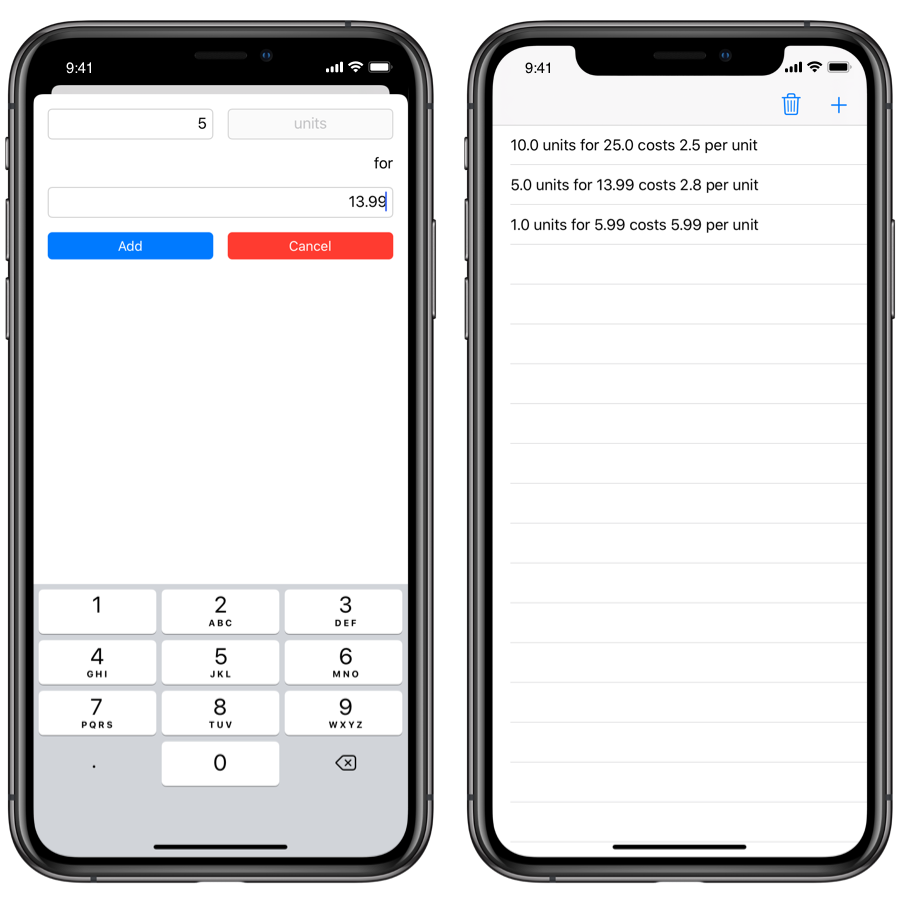 9:41
5 units
for
13.99
Add Cancel
1 2 3
ABC DEF
4 5 6
GHI JKL MNO
7 8 9
PQRS TUV WXYZ
. 0
9:41
10.0 units for 25.0 costs 2.5 per unit
5.0 units for 13.99 costs 2.8 per unit
1.0 units for 5.99 costs 5.99 per unit